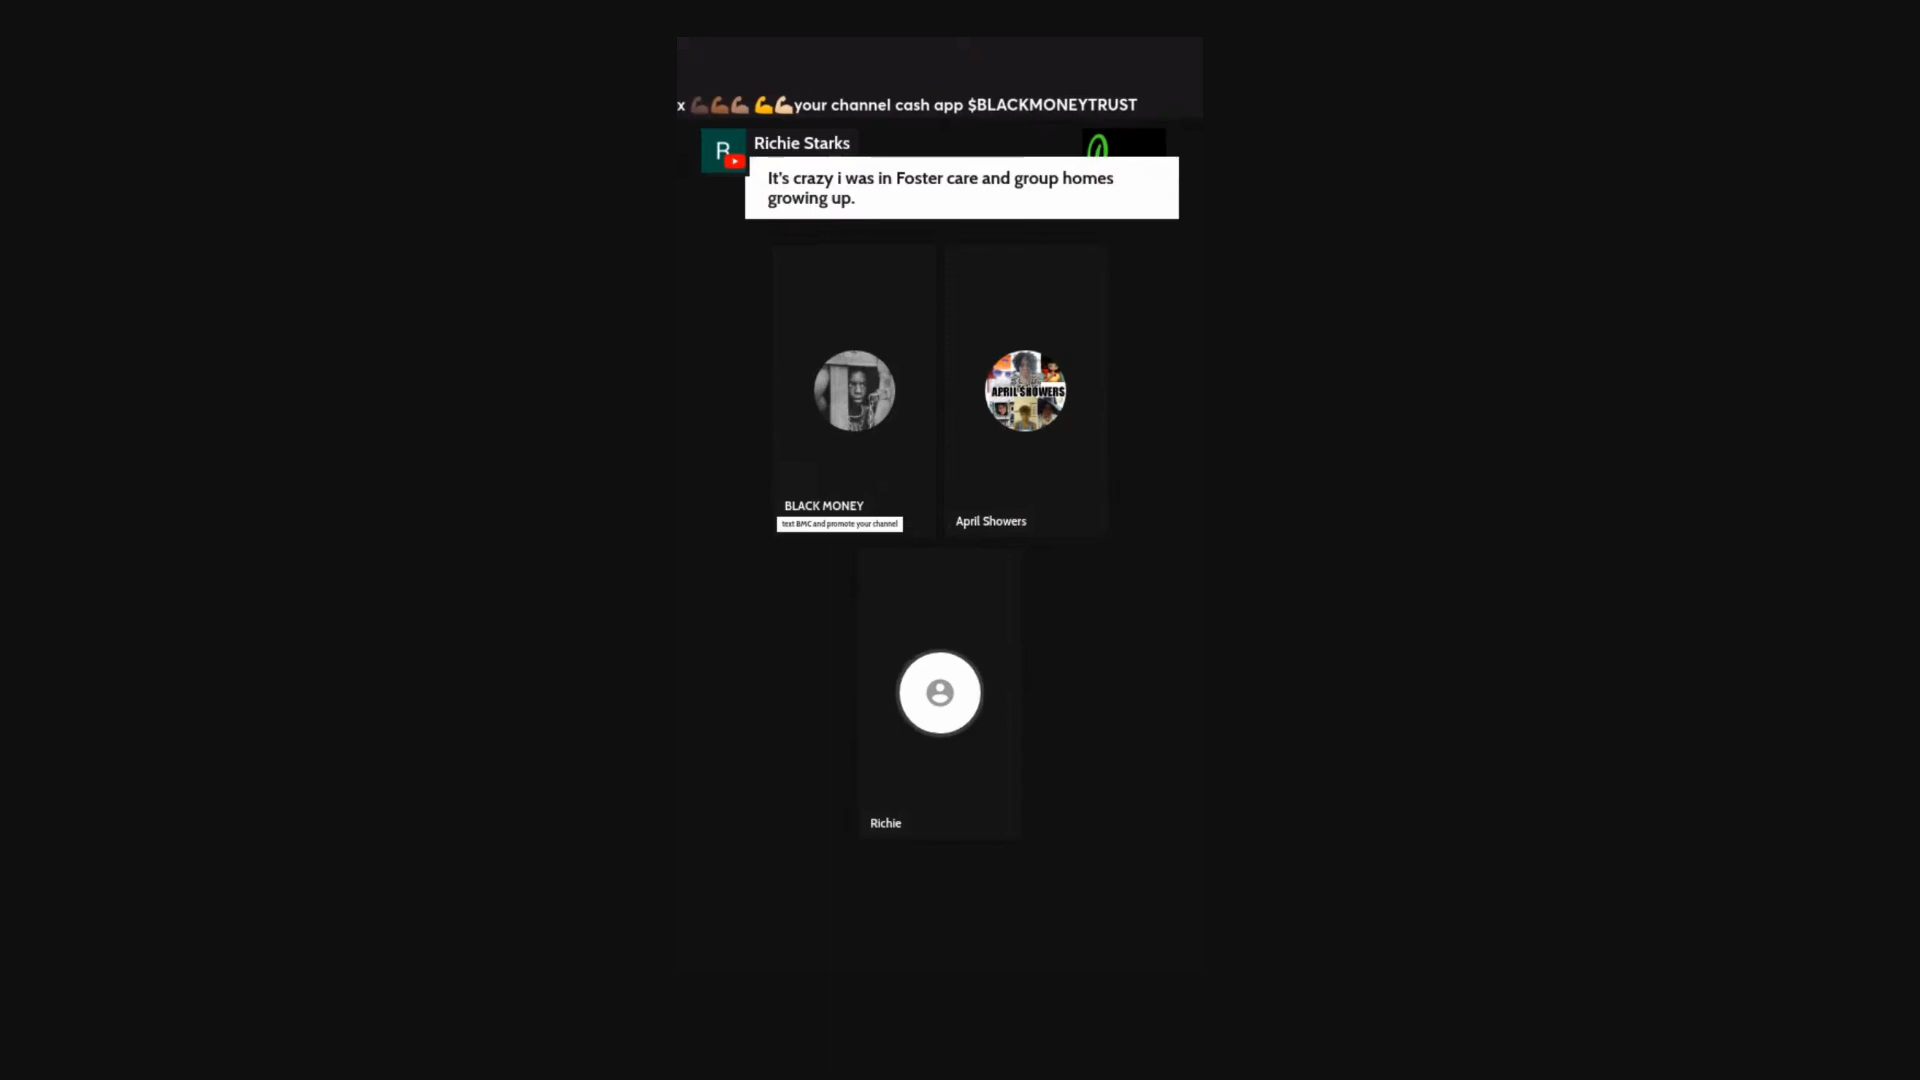 x 💪🏿💪🏾💪🏽 💪💪🏼your channel cash app $BLACKMONEYTRUST
R
Richie Starks
It's crazy i was in Foster care and group homes
growing up.
APRIL SHOWERS
BLACK MONEY
text BMC and promote your channel
April Showers
Richie